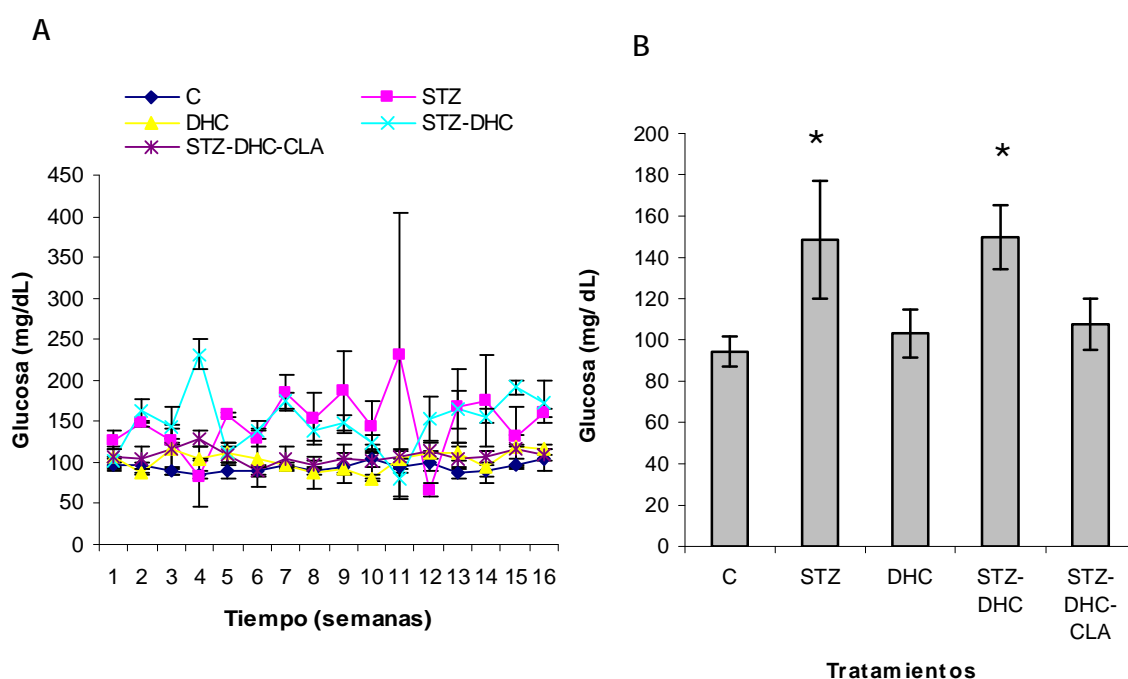 A
B
C
STZ
DHC
STZ-DHC
STZ-DHC-CLA
450
400
350
300
250
200
150
100
50
0
Glucosa (mg/dL)
1 2 3 4 5 6 7 8 9 10 11 12 13 14 15 16
Tiempo (semanas)
200
180
160
140
120
100
80
60
40
20
0
Glucosa (mg/ dL)
*
*
C
STZ
DHC
STZ-
DHC
STZ-
DHC-
CLA
Tratamientos